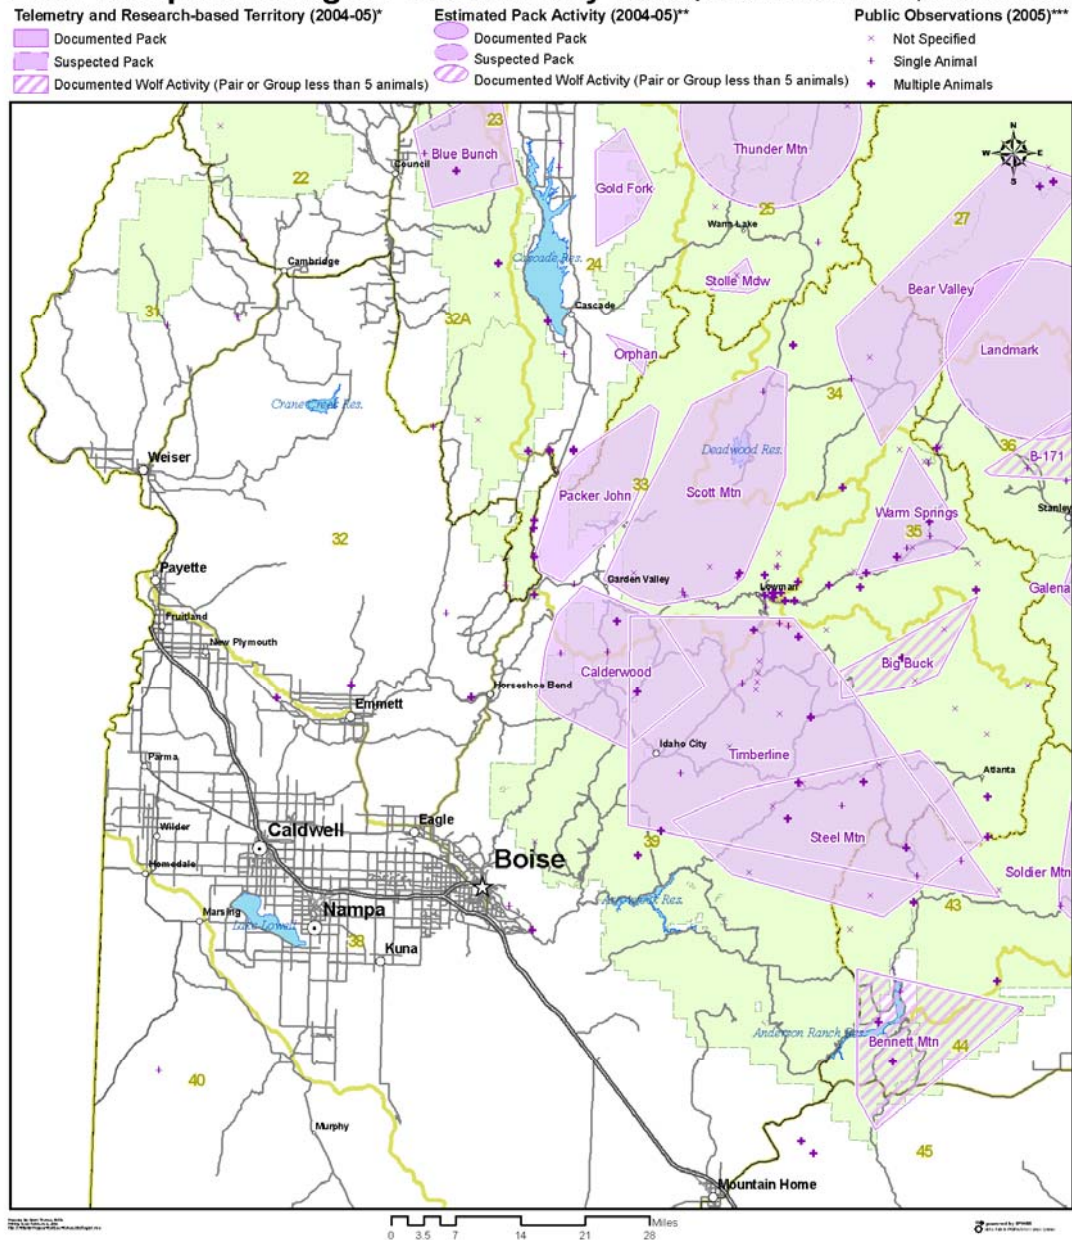 Telemetry and Research-based Territory (2004-05)*
Documented Pack
Suspected Pack
Documented Wolf Activity (Pair or Group less than 5 animals)
Estimated Pack Activity (2004-05)**
Documented Pack
Suspected Pack
Documented Wolf Activity (Pair or Group less than 5 animals)
Public Observations (2005)***
Not Specified
Single Animal
Multiple Animals
23
Blue Bunch
Council
Thunder Mtn
N
W E
S
22
Gold Fork
25
Warm Lake
27
Cambridge
Cascade Res.
24
Stolle Mdw
Bear Valley
31
Cascade
32A
Orphan
Landmark
Crane Creek Res.
34
36
Weiser
Deadwood Res.
B-171
Packer John
33
Scott Mtn
Warm Springs
Stanley
35
32
Payette
Garden Valley
Lowman
Galena
Fruitland
New Plymouth
Calderwood
Big Buck
Horseshoe Bend
Emmett
Idaho City
Timberline
Parma
Atlanta
Eagle
Wilder
Caldwell
Steel Mtn
39
Boise
Homedale
Soldier Mtn
Arrowrock Res.
43
Marsing
Nampa
Lake Lowell
38
Kuna
Anderson Ranch Res.
Bennett Mtn
44
40
Murphy
45
Mountain Home
Miles
0 3.5 7 14 21 28